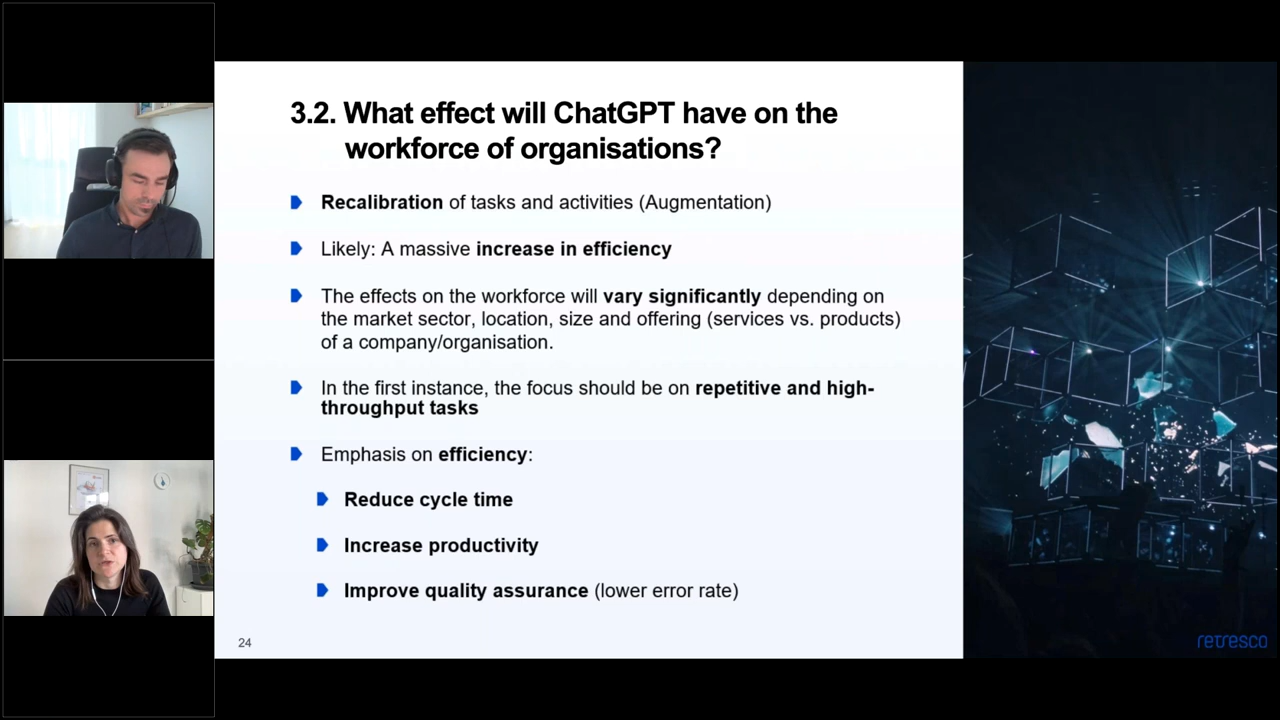 3.2. What effect will ChatGPT have on the
workforce of organisations?
Recalibration of tasks and activities (Augmentation)
Likely: A massive increase in efficiency
The effects on the workforce will vary significantly depending on
the market sector, location, size and offering (services vs. products)
of a company/organisation.
In the first instance, the focus should be on repetitive and high-
throughput tasks
Emphasis on efficiency:
Reduce cycle time
Increase productivity
Improve quality assurance (lower error rate)
24
retresco